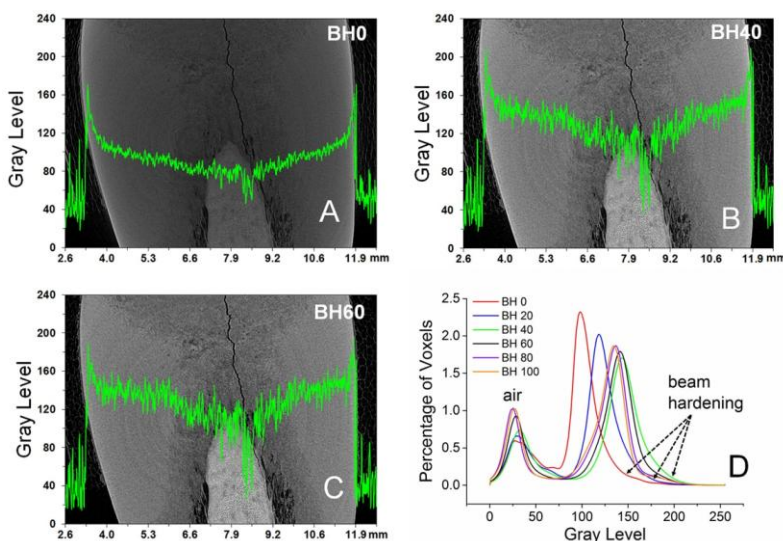 BH0
Gray Level
240
200
160
120
80
40
0
A
2.6 4.0 5.3 6.6 7.9 9.2 10.6 11.9 mm
BH40
Gray Level
240
200
160
120
80
40
0
B
2.6 4.0 5.3 6.6 7.9 9.2 10.6 11.9 mm
BH60
Gray Level
240
200
160
120
80
40
0
C
2.6 4.0 5.3 6.6 7.9 9.2 10.6 11.9 mm
Percentage of Voxels
2.5
2.0
1.5
1.0
0.5
0.0
BH 0
BH 20
BH 40
BH 60
BH 80
BH 100
air
beam
hardening
D
0 50 100 150 200 250
Gray Level